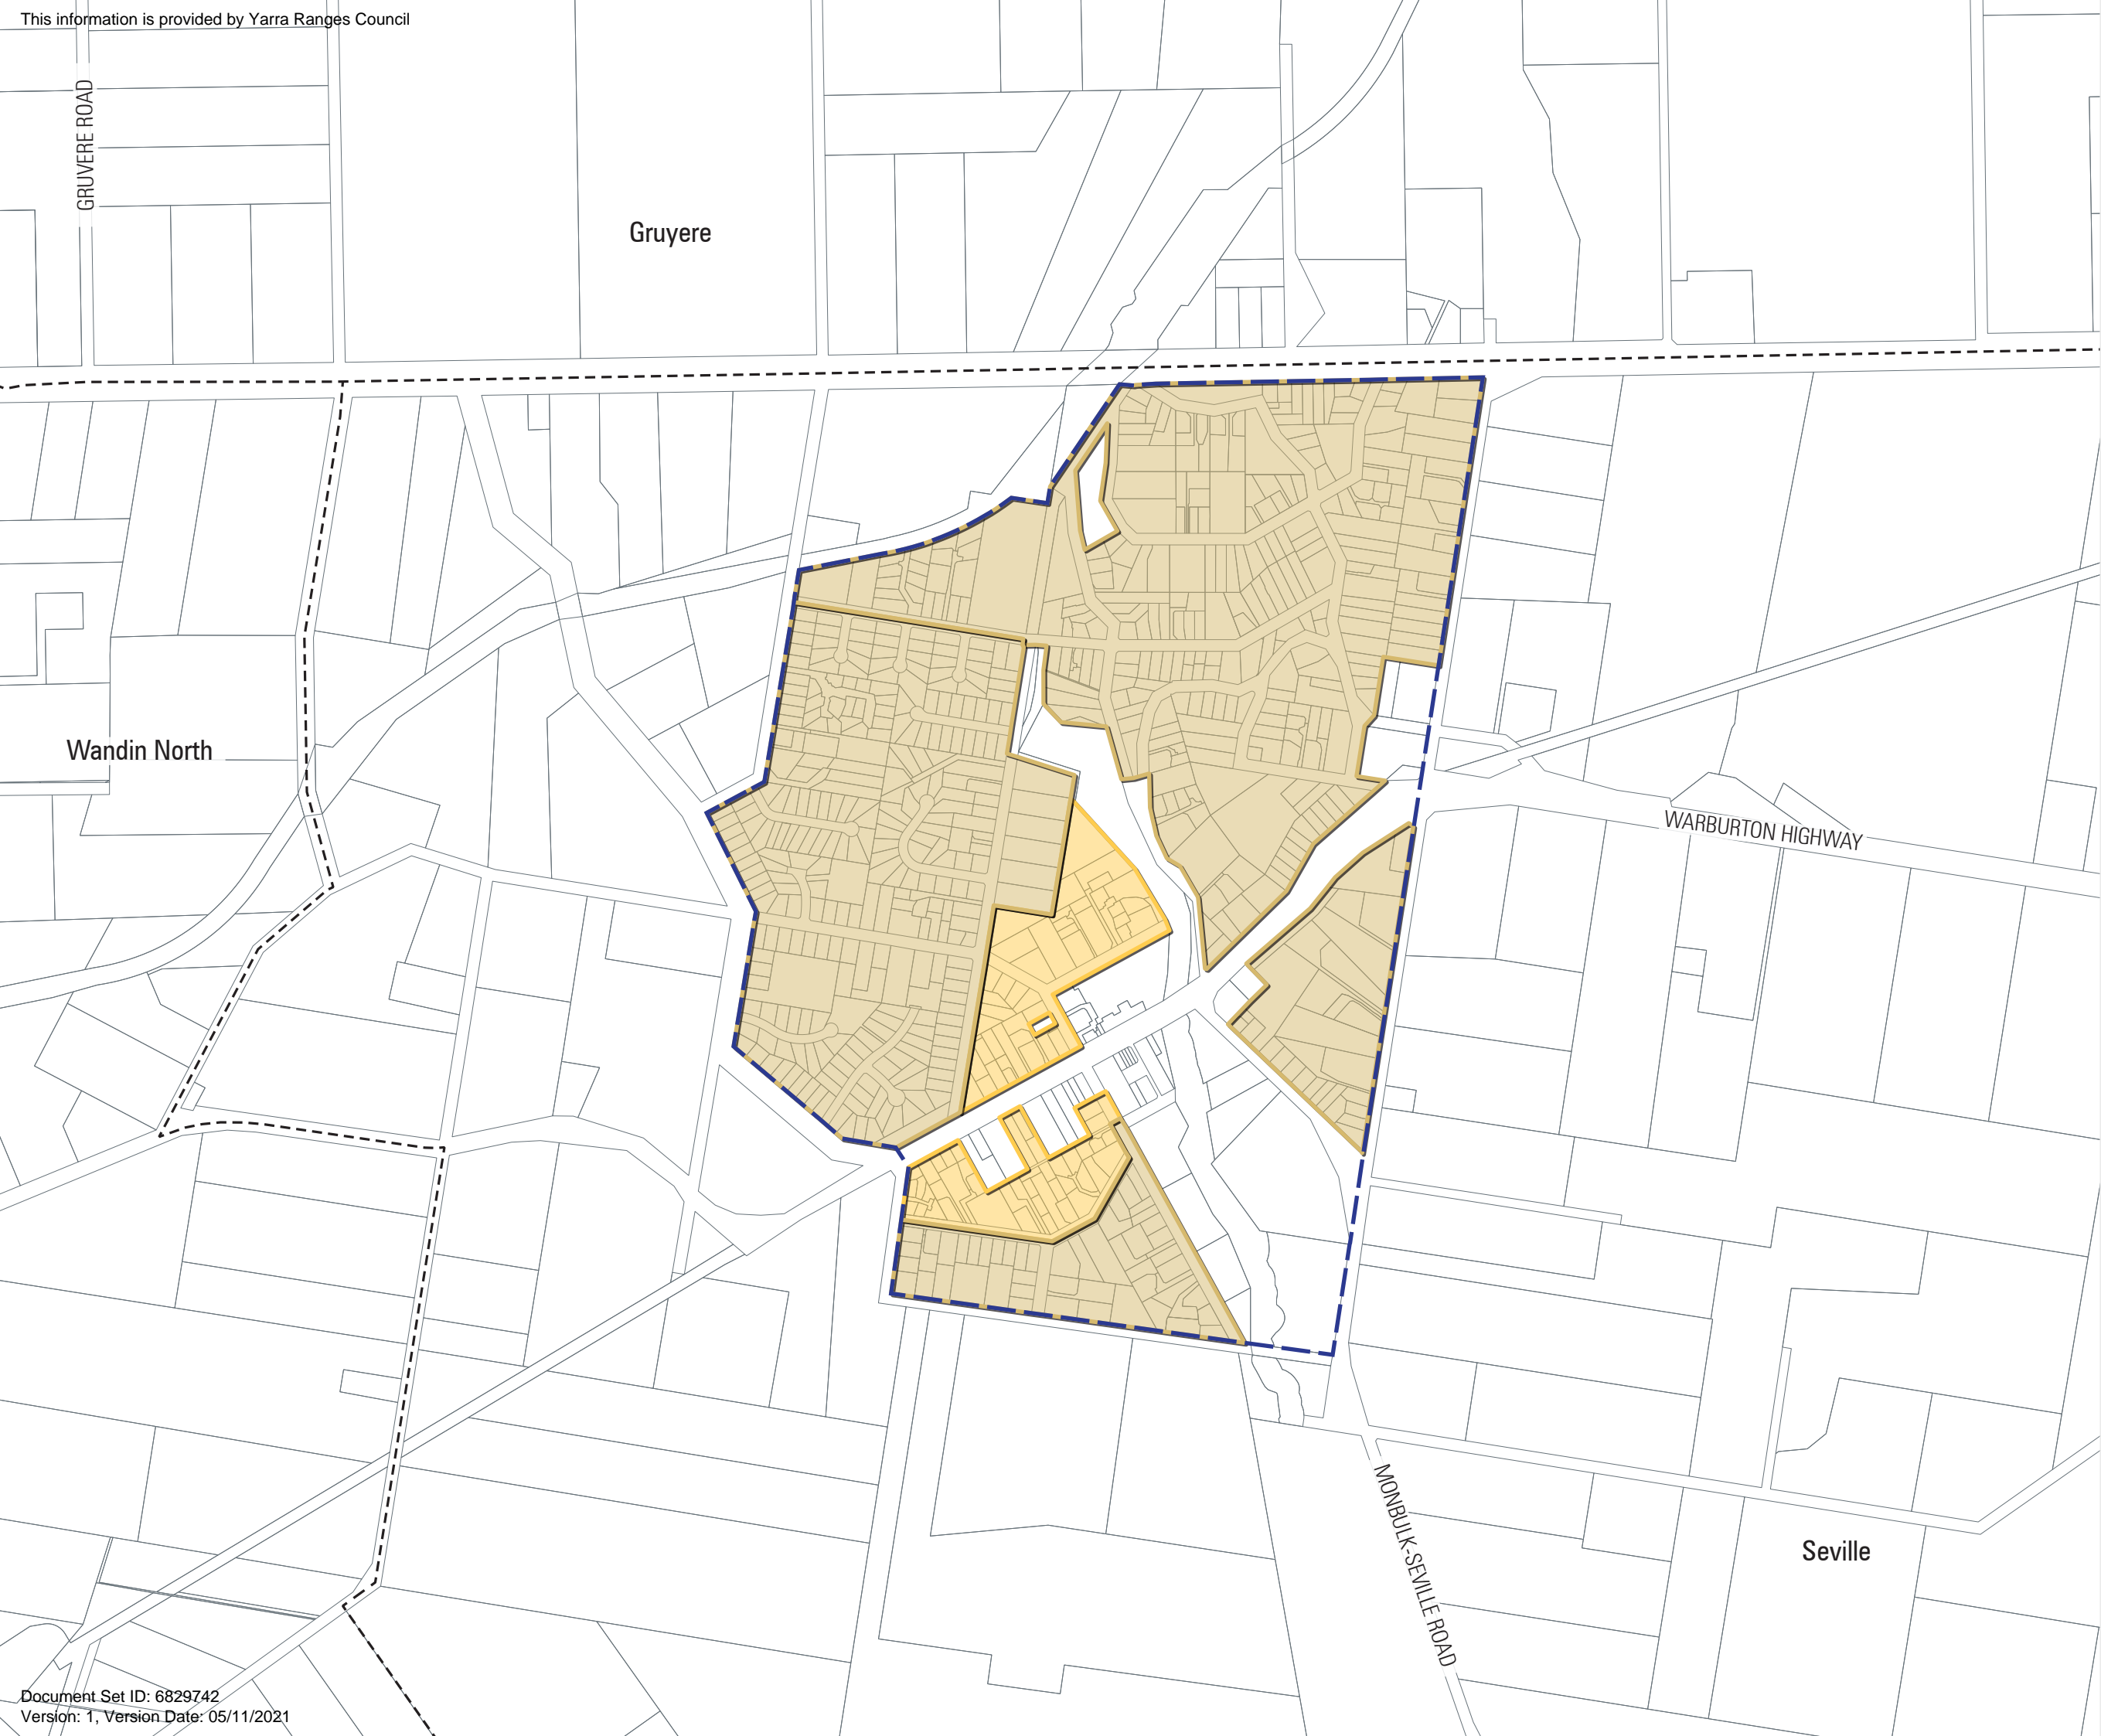 This information is provided by Yarra Ranges Council
GRUYERE ROAD
Gruyere
Wandin North
WARBURTON HIGHWAY
MONBULK-SEVILLE ROAD
Seville
Document Set ID: 6829742
Version: 1, Version Date: 05/11/2021